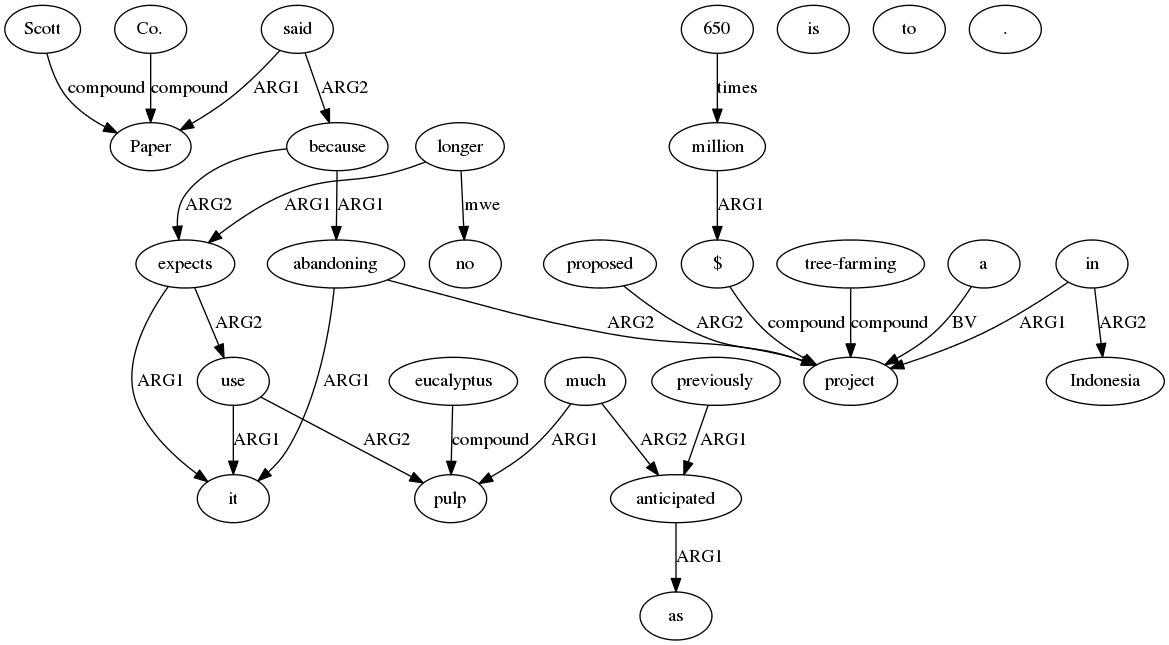 Scott Co. said 650 is to .
compound compound ARG1 ARG2 times
Paper because longer million
ARG2 ARG1 ARG1 mwe ARG1
expects abandoning no proposed $ tree-farming a in
ARG2 ARG2 ARG2 compound compound BV ARG1 ARG2
use eucalyptus much previously project Indonesia
ARG1 ARG1 ARG1 ARG2 compound ARG1 ARG2 ARG1
it pulp anticipated
ARG1
as